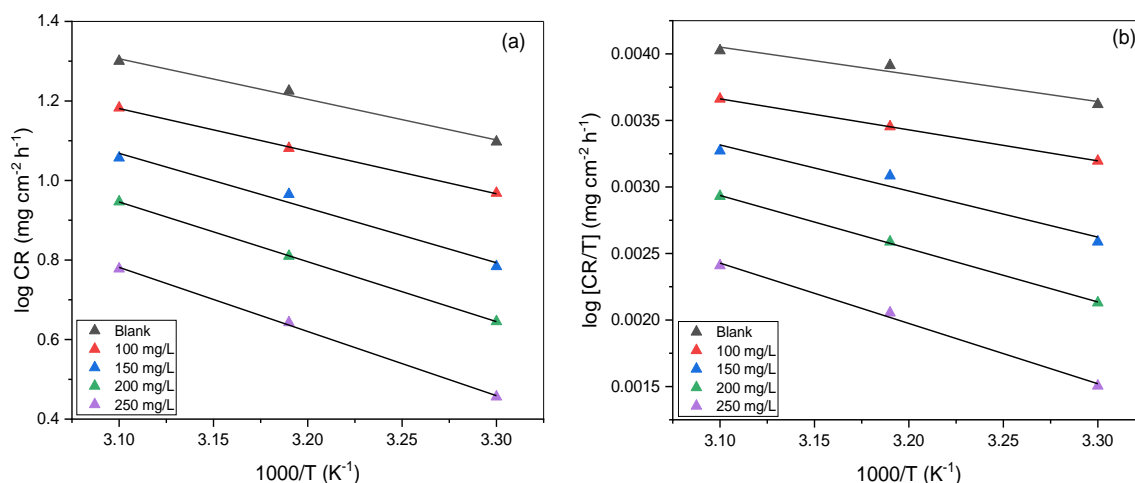 (a)
1.4
1.2
1.0
0.8
0.6
0.4
log CR (mg cm⁻² h⁻¹)
Blank
100 mg/L
150 mg/L
200 mg/L
250 mg/L
3.10 3.15 3.20 3.25 3.30
1000/T (K⁻¹)
(b)
0.0040
0.0035
0.0030
0.0025
0.0020
0.0015
log [CR/T] (mg cm⁻² h⁻¹)
Blank
100 mg/L
150 mg/L
200 mg/L
250 mg/L
3.10 3.15 3.20 3.25 3.30
1000/T (K⁻¹)